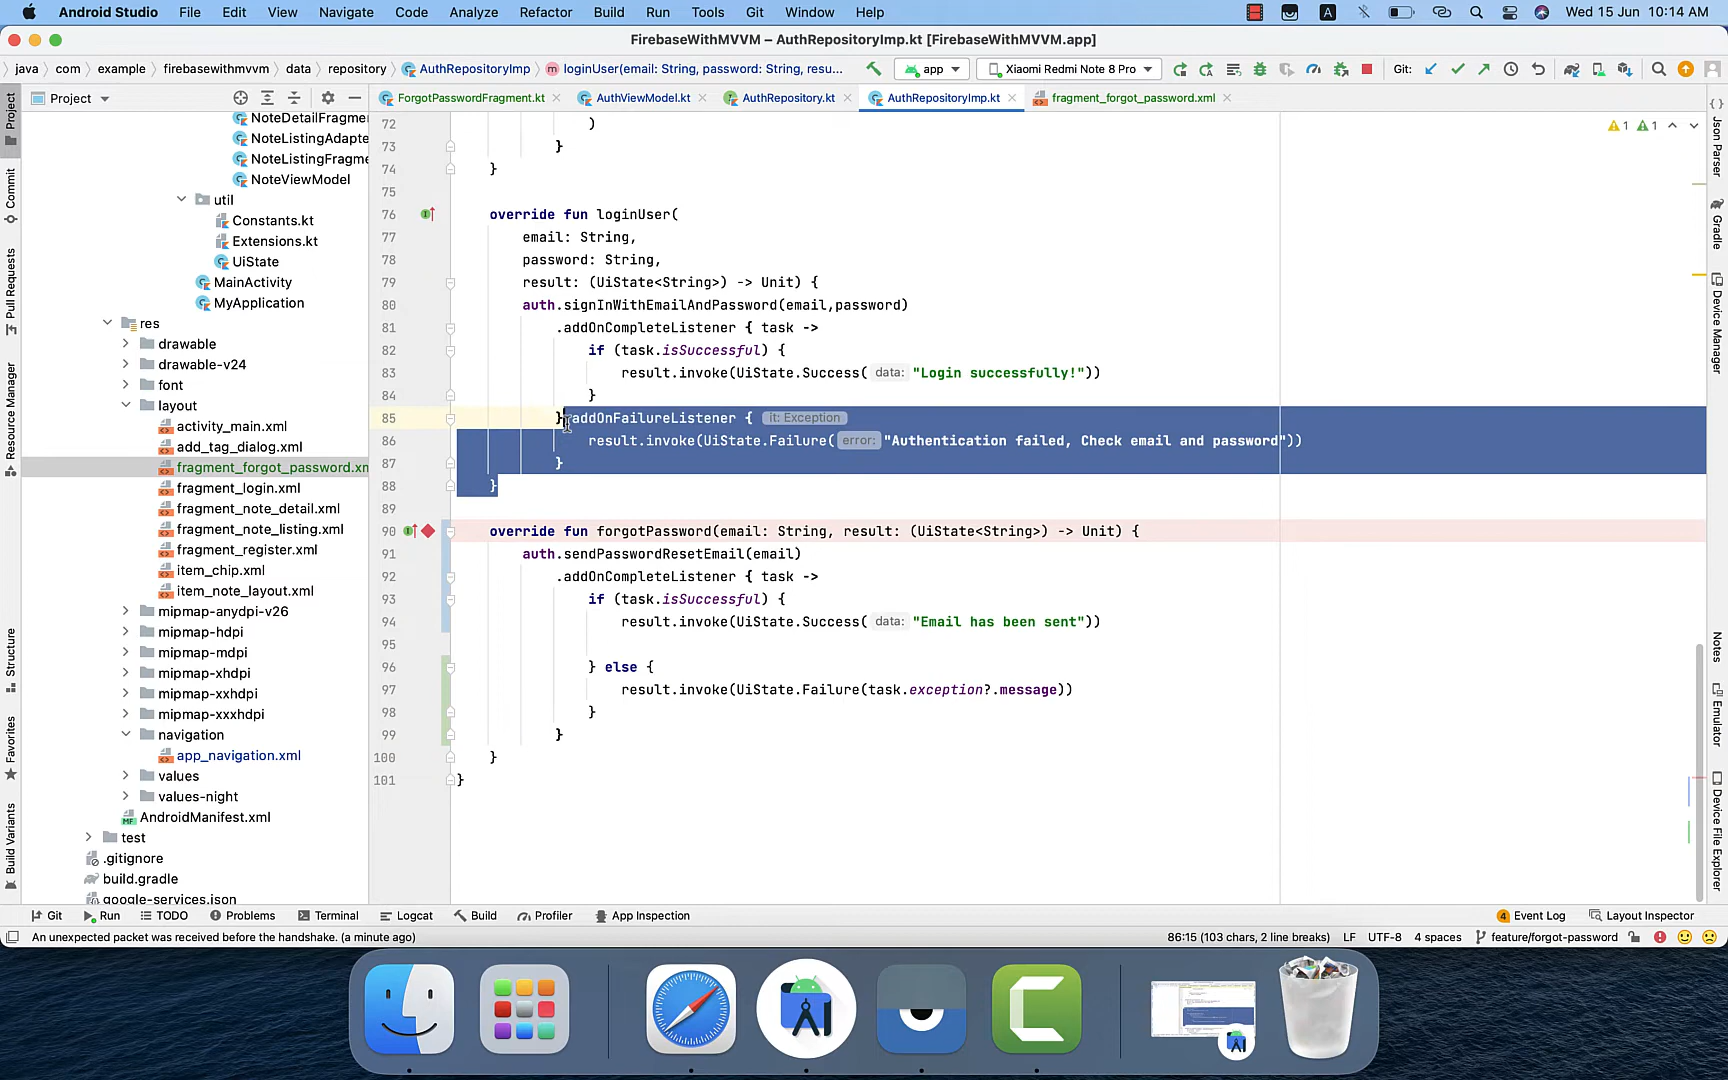 Android Studio File Edit View Navigate Code Analyze Refactor Build Run Tools Git Window Help A Wed 15 Jun 10:14 AM
FirebaseWithMVVM – AuthRepositoryImp.kt [FirebaseWithMVVM.app]
java com example firebasewithmvvm data repository AuthRepositoryImp m loginUser(email: String, password: String, resu... app Xiaomi Redmi Note 8 Pro Git:
Project ForgotPasswordFragment.kt AuthViewModel.kt AuthRepository.kt AuthRepositoryImp.kt fragment_forgot_password.xml
NoteDetailFragme
NoteListingAdapte
NoteListingFragme
NoteViewModel
util
Constants.kt
Extensions.kt
UiState
MainActivity
MyApplication
res
drawable
drawable-v24
font
layout
activity_main.xml
add_tag_dialog.xml
fragment_forgot_password.xm
fragment_login.xml
fragment_note_detail.xml
fragment_note_listing.xml
fragment_register.xml
item_chip.xml
item_note_layout.xml
mipmap-anydpi-v26
mipmap-hdpi
mipmap-mdpi
mipmap-xhdpi
mipmap-xxhdpi
mipmap-xxxhdpi
navigation
app_navigation.xml
values
values-night
MF AndroidManifest.xml
test
.gitignore
build.gradle
google-services.json
72 )
73 }
74 }
75
76 override fun loginUser(
77 email: String,
78 password: String,
79 result: (UiState<String>) -> Unit) {
80 auth.signInWithEmailAndPassword(email,password)
81 .addOnCompleteListener { task ->
82 if (task.isSuccessful) {
83 result.invoke(UiState.Success( data: "Login successfully!"))
84 }
85 }.addOnFailureListener { it: Exception
86 result.invoke(UiState.Failure( error: "Authentication failed, Check email and password"))
87 }
88 }
89
90 override fun forgotPassword(email: String, result: (UiState<String>) -> Unit) {
91 auth.sendPasswordResetEmail(email)
92 .addOnCompleteListener { task ->
93 if (task.isSuccessful) {
94 result.invoke(UiState.Success( data: "Email has been sent"))
95
96 } else {
97 result.invoke(UiState.Failure(task.exception?.message))
98 }
99 }
100 }
101 }
1 1
Project
Commit
Pull Requests
Resource Manager
Structure
Favorites
Build Variants
Json Parser
Gradle
Device Manager
Notes
Emulator
Device File Explorer
Git Run TODO Problems Terminal Logcat Build Profiler App Inspection 4 Event Log Layout Inspector
An unexpected packet was received before the handshake. (a minute ago) 86:15 (103 chars, 2 line breaks) LF UTF-8 4 spaces feature/forgot-password